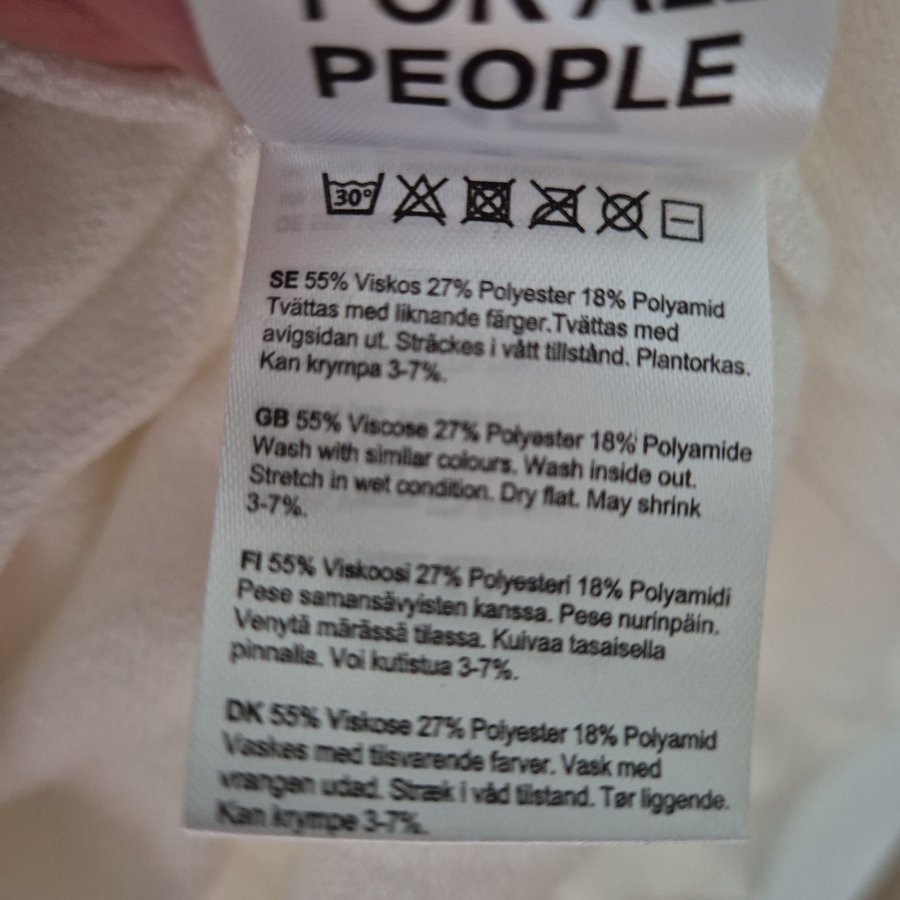 FOR ALL
PEOPLE
30°
SE 55% Viskos 27% Polyester 18% Polyamid
Tvättas med liknande färger.Tvättas med
avigsidan ut. Sträckes i vått tillstånd. Plantorkas.
Kan krympa 3-7%.
GB 55% Viscose 27% Polyester 18% Polyamide
Wash with similar colours. Wash inside out.
Stretch in wet condition. Dry flat. May shrink
3-7%.
FI 55% Viskoosi 27% Polyesteri 18% Polyamidi
Pese samansävyisten kanssa. Pese nurinpäin.
Venytä märässä tilassa. Kuivaa tasaisella
pinnalla. Voi kutistua 3-7%.
DK 55% Viskose 27% Polyester 18% Polyamid
Vaskes med tilsvarende farver. Vask med
vrangen udad. Stræk i våd tilstand. Tør liggende.
Kan krympe 3-7%.